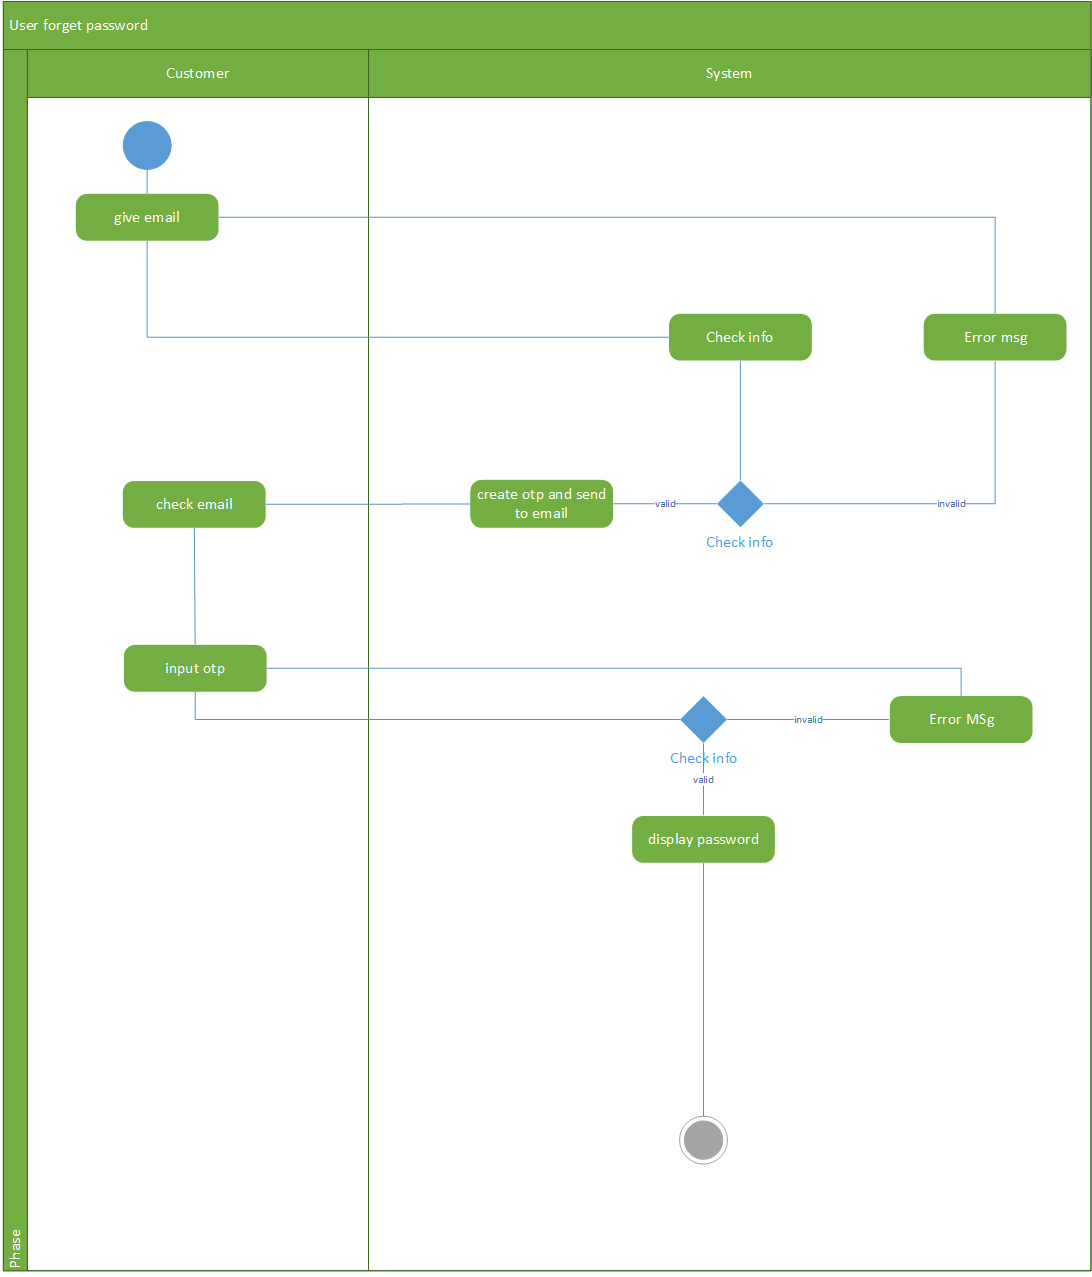 User forget password
Customer
System
give email
Check info
Error msg
check email
create otp and send
to email
valid
invalid
Check info
input otp
invalid
Error MSg
Check info
valid
display password
Phase